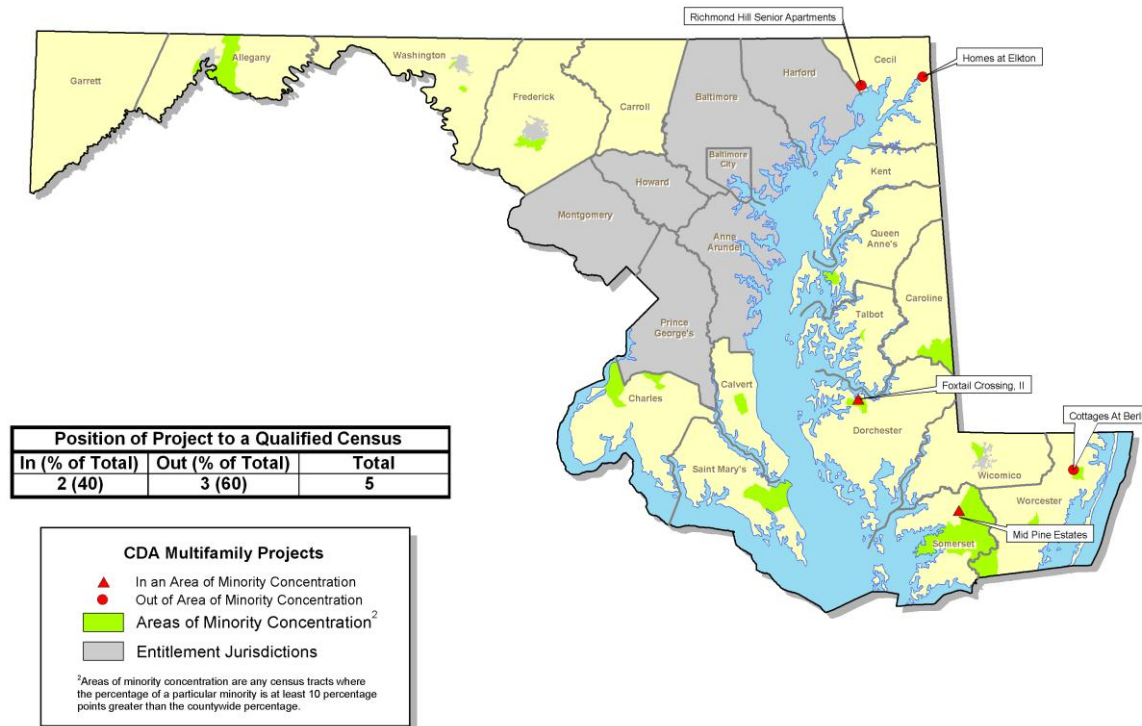 Richmond Hill Senior Apartments
Homes at Elkton
Garrett
Allegany
Washington
Frederick
Carroll
Baltimore
Harford
Cecil
Baltimore
City
Kent
Howard
Montgomery
Anne
Arundel
Queen
Anne's
Caroline
Talbot
Prince
George's
Foxtail Crossing, II
Calvert
Charles
Dorchester
Cottages At Berl
Saint Mary's
Wicomico
Worcester
Mid Pine Estates
Somerset
Position of Project to a Qualified Census
In (% of Total) Out (% of Total) Total
2 (40) 3 (60) 5
CDA Multifamily Projects
In an Area of Minority Concentration
Out of Area of Minority Concentration
Areas of Minority Concentration2
Entitlement Jurisdictions
2Areas of minority concentration are any census tracts where
the percentage of a particular minority is at least 10 percentage
points greater than the countywide percentage.